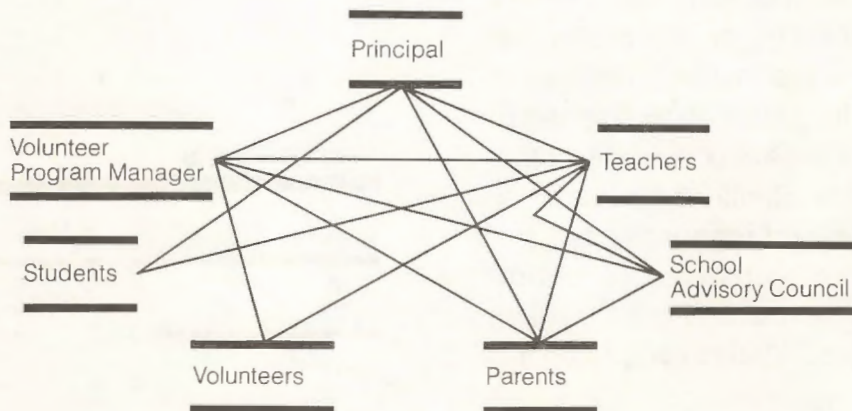 Principal
Volunteer
Program Manager
Teachers
Students
School
Advisory Council
Volunteers
Parents